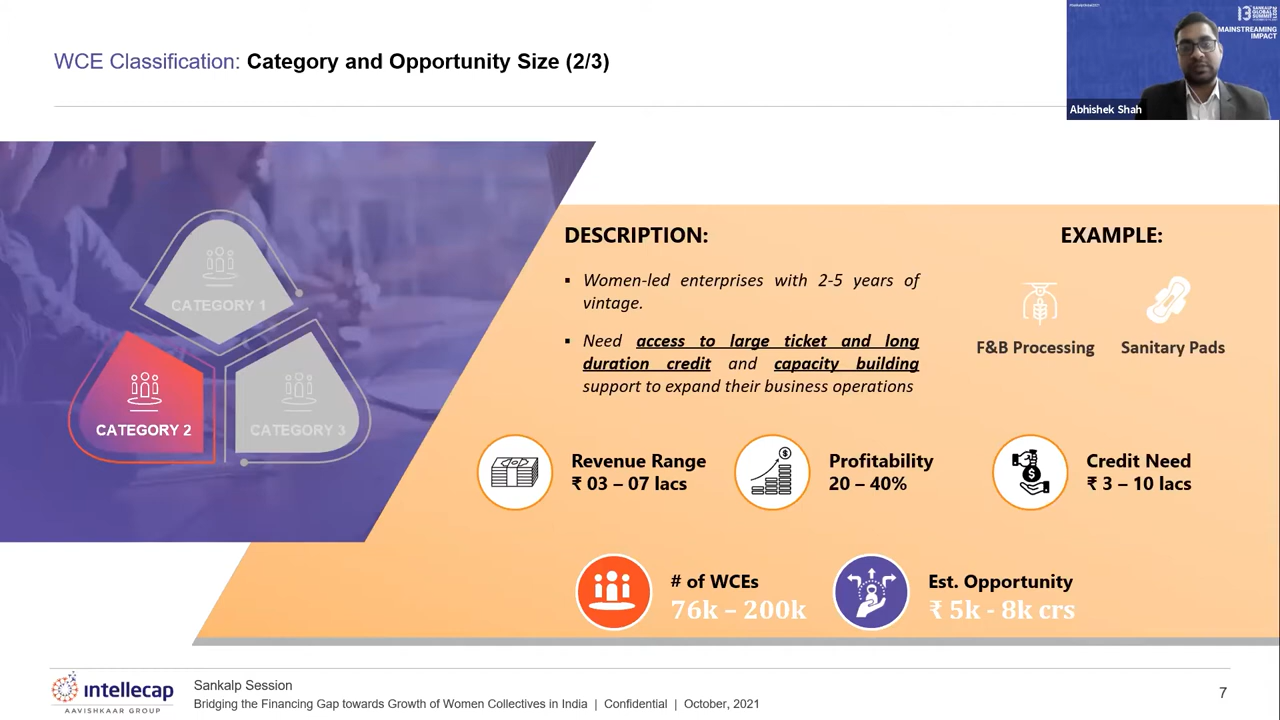 WCE Classification: Category and Opportunity Size (2/3)
13
SANKALP
GLOBAL
SUMMIT
MAINSTREAMING
IMPACT
Abhishek Shah
CATEGORY 1
CATEGORY 2
CATEGORY 3
DESCRIPTION:
▪ Women-led enterprises with 2-5 years of
vintage.
▪ Need access to large ticket and long
duration credit and capacity building
support to expand their business operations
EXAMPLE:
F&B Processing
Sanitary Pads
Revenue Range
₹ 03 – 07 lacs
Profitability
20 – 40%
Credit Need
₹ 3 – 10 lacs
# of WCEs
76k – 200k
Est. Opportunity
₹ 5k - 8k crs
intellecap
AAVISHKAAR GROUP
Sankalp Session
Bridging the Financing Gap towards Growth of Women Collectives in India | Confidential | October, 2021
7